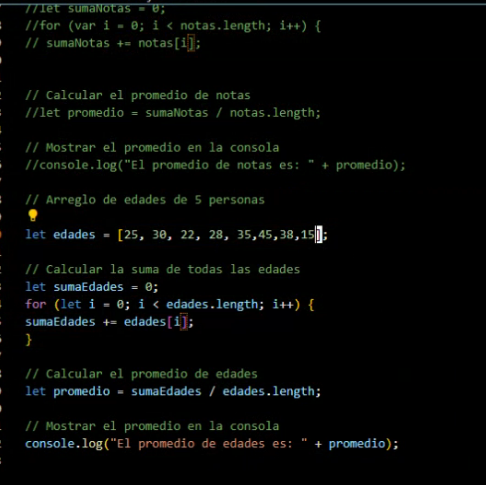 //let sumaNotas = 0;
//for (var i = 0; i < notas.length; i++) {
// sumaNotas += notas[i];
// Calcular el promedio de notas
//let promedio = sumaNotas / notas.length;
// Mostrar el promedio en la consola
//console.log("El promedio de notas es: " + promedio);
// Arreglo de edades de 5 personas
let edades = [25, 30, 22, 28, 35,45,38,15];
// Calcular la suma de todas las edades
let sumaEdades = 0;
for (let i = 0; i < edades.length; i++) {
sumaEdades += edades[i];
}
// Calcular el promedio de edades
let promedio = sumaEdades / edades.length;
// Mostrar el promedio en la consola
console.log("El promedio de edades es: " + promedio);